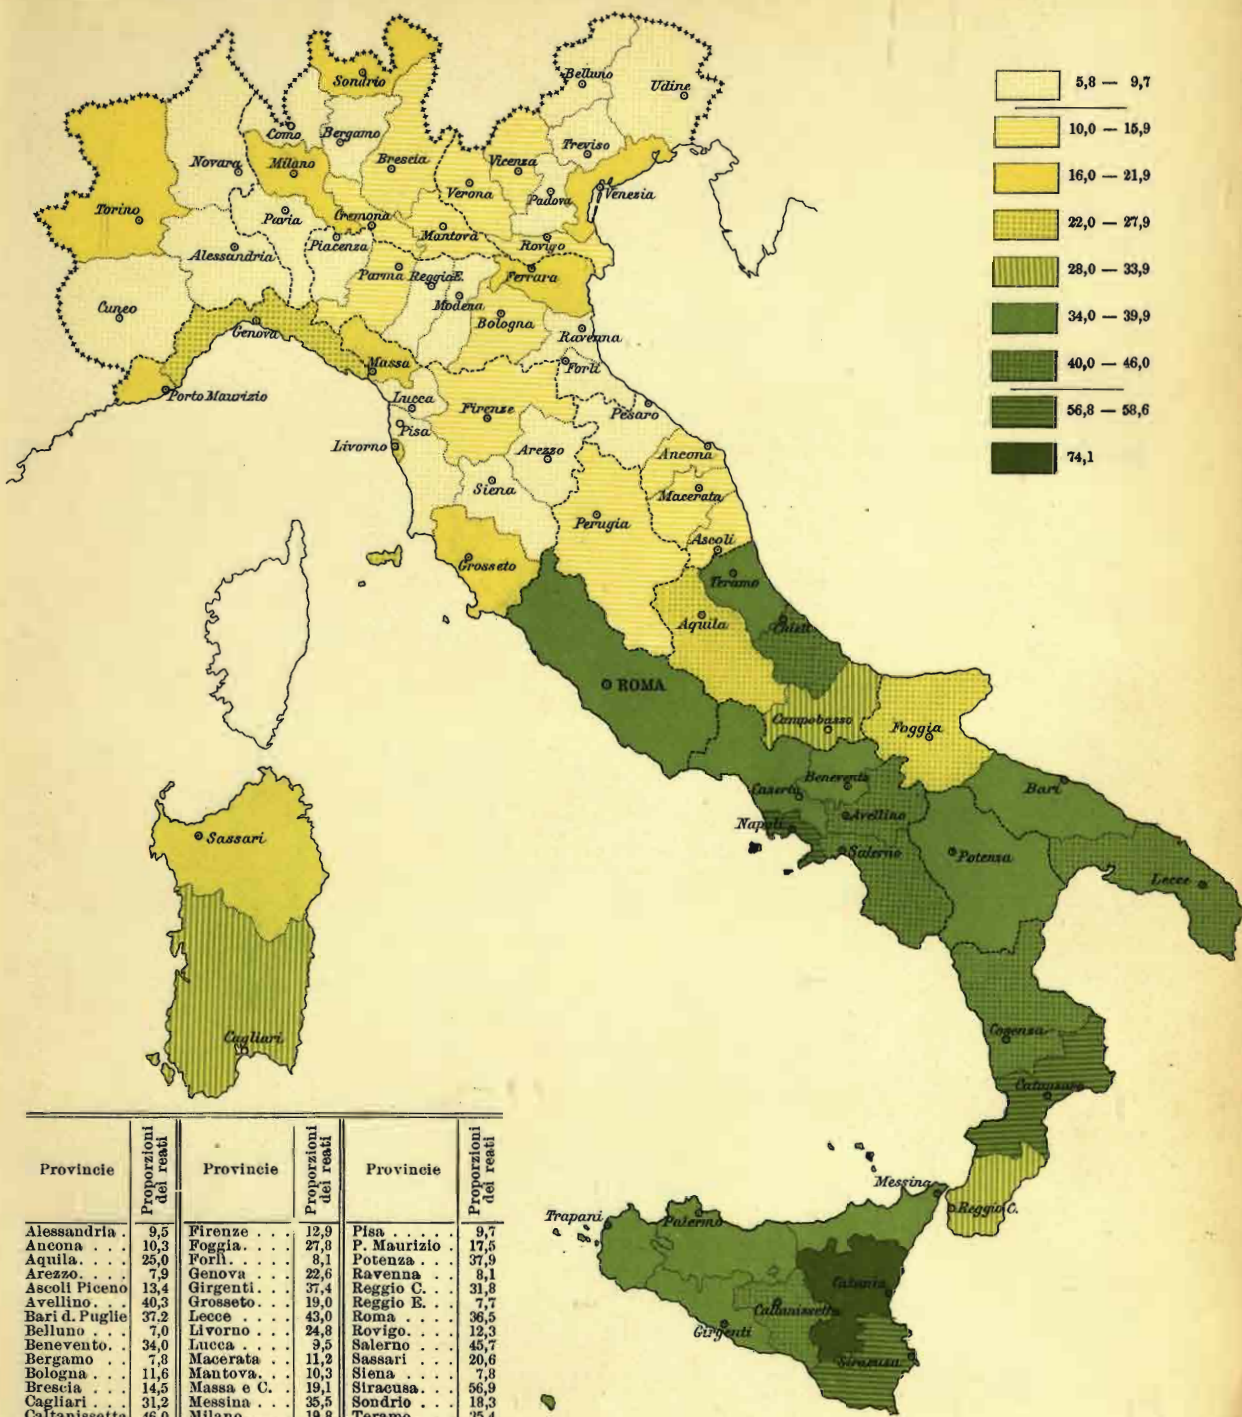 5,8 — 9,7
10,0 — 15,9
16,0 — 21,9
22,0 — 27,9
28,0 — 33,9
34,0 — 39,9
40,0 — 46,0
56,8 — 58,6
74,1
Sondrio
Belluno
Udine
Como
Bergamo
Treviso
Novara
Milano
Brescia
Vicenza
Verona
Padova
Venezia
Torino
Pavia
Cremona
Piacenza
Mantova
Rovigo
Alessandria
Parma
Reggio E.
Ferrara
Modena
Cuneo
Genova
Bologna
Ravenna
Massa
Forlì
Porto Maurizio
Lucca
Firenze
Pesaro
Pisa
Livorno
Arezzo
Ancona
Siena
Macerata
Perugia
Ascoli
Grosseto
Teramo
Aquila
Chieti
ROMA
Campobasso
Foggia
Benevento
Caserta
Bari
Napoli
Avellino
Salerno
Potenza
Lecce
Sassari
Cagliari
Cosenza
Catanzaro
Messina
Reggio C.
Trapani
Palermo
Catania
Caltanissetta
Girgenti
Siracusa
Provincie Proporzioni dei reati Provincie Proporzioni dei reati Provincie Proporzioni dei reati
Alessandria . 9,5 Firenze . . . 12,9 Pisa . . . . . 9,7
Ancona . . . 10,3 Foggia . . . . 27,8 P. Maurizio . 17,5
Aquila . . . . 25,0 Forlì . . . . . 8,1 Potenza . . . 37,9
Arezzo . . . . 7,9 Genova . . . 22,6 Ravenna . . 8,1
Ascoli Piceno 13,4 Girgenti . . . 37,4 Reggio C. . . 31,8
Avellino . . . 40,3 Grosseto . . . 19,0 Reggio E. . . 7,7
Bari d. Puglie 37.2 Lecce . . . . 43,0 Roma . . . . 36,5
Belluno . . . 7,0 Livorno . . . 24,8 Rovigo . . . . 12,3
Benevento . . 34,0 Lucca . . . . 9,5 Salerno . . . 45,7
Bergamo . . 7,8 Macerata . . 11,2 Sassari . . . 20,6
Bologna . . . 11,6 Mantova . . . 10,3 Siena . . . . 7,8
Brescia . . . 14,5 Massa e C. . 19,1 Siracusa . . . 56,9
Cagliari . . . 31,2 Messina . . . 35,5 Sondrio . . . 18,3
Caltanissetta 46,0 Milano . . . 19,8 Teramo